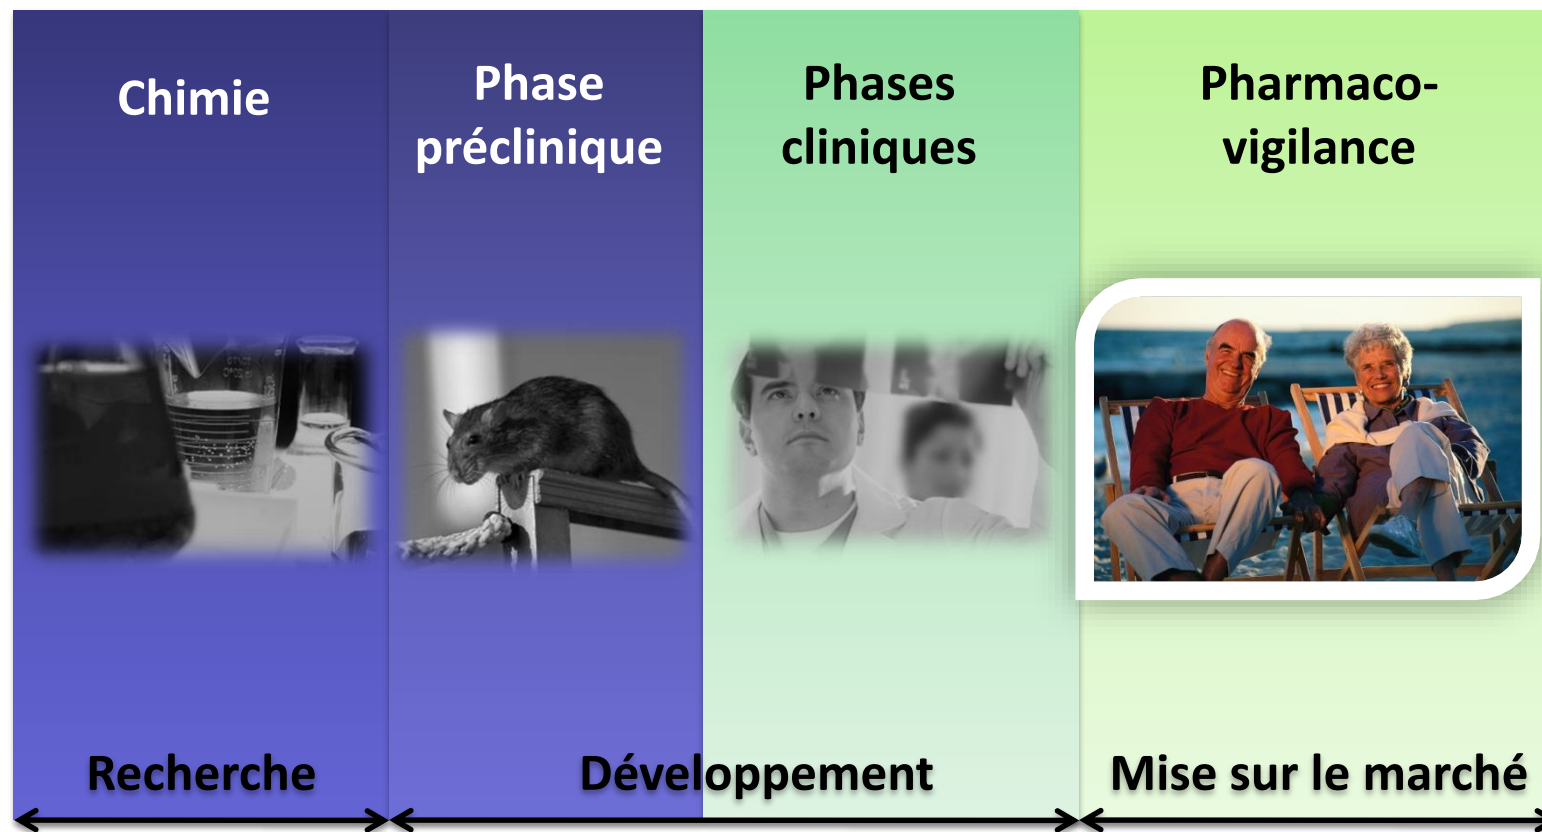 Chimie
Phase
préclinique
Phases
cliniques
Pharmaco-
vigilance
Recherche
Développement
Mise sur le marché